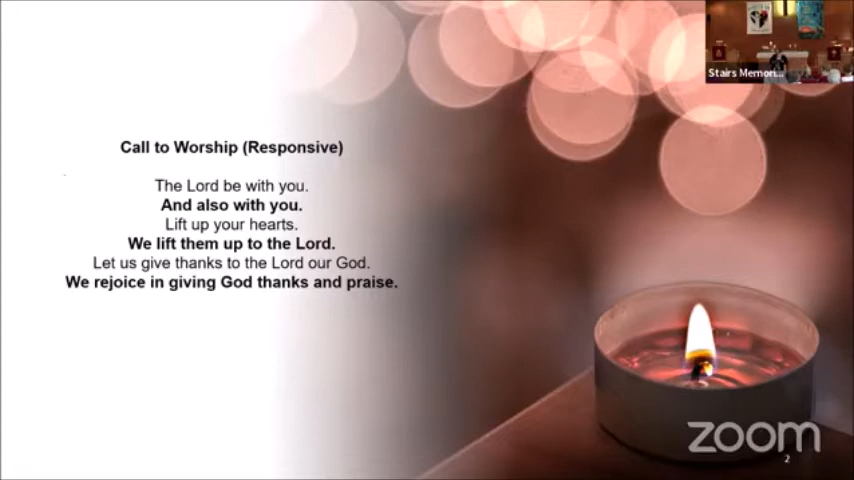 Stairs Memori...
Call to Worship (Responsive)
The Lord be with you.
And also with you.
Lift up your hearts.
We lift them up to the Lord.
Let us give thanks to the Lord our God.
We rejoice in giving God thanks and praise.
zoom
2